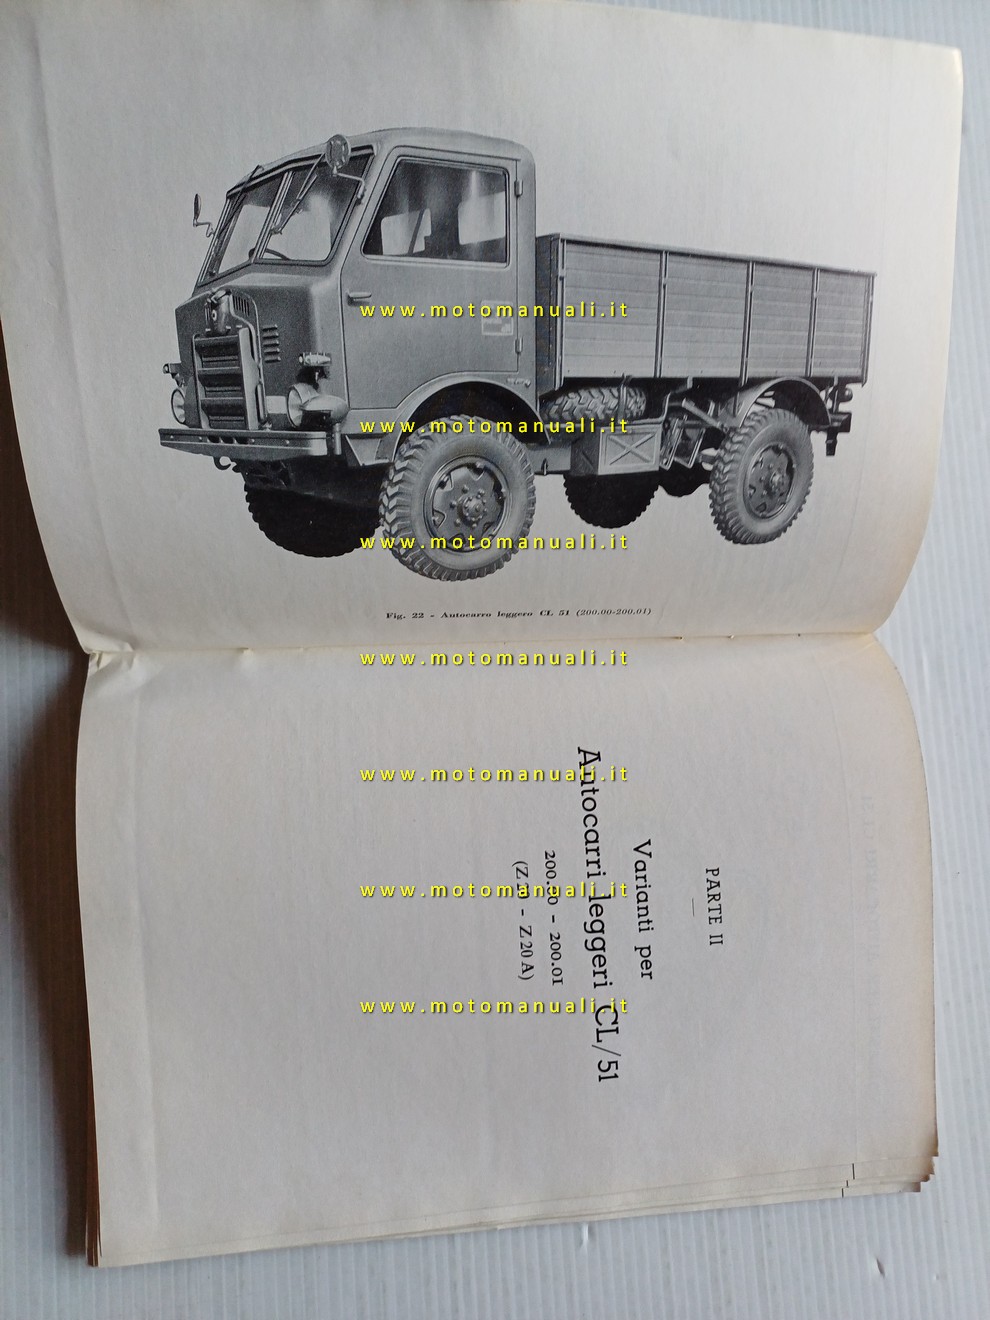 www.motomanuali.it
www.motomanuali.it
www.motomanuali.it
Fig. 22 - Autocarro leggero CL 51 (200.00-200.01)
www.motomanuali.it
www.motomanuali.it
www.motomanuali.it
www.motomanuali.it
PARTE II
Varianti per
Autocarri leggeri CL/51
200.00 - 200.01
(Z 20 - Z 20 A)